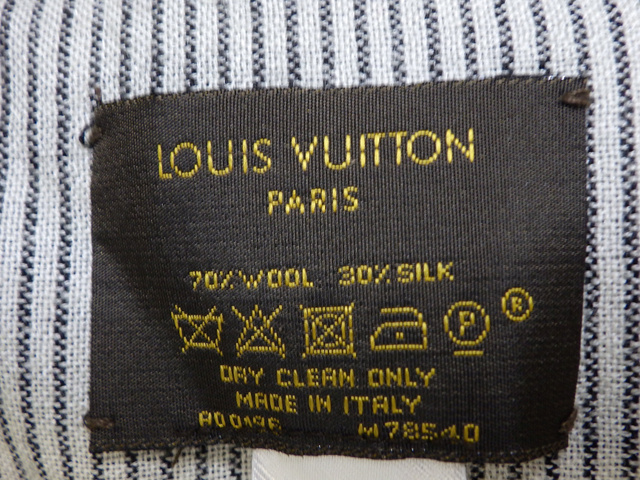 LOUIS VUITTON
PARIS
70% WOOL 30% SILK
P ®
DRY CLEAN ONLY
MADE IN ITALY
M78540